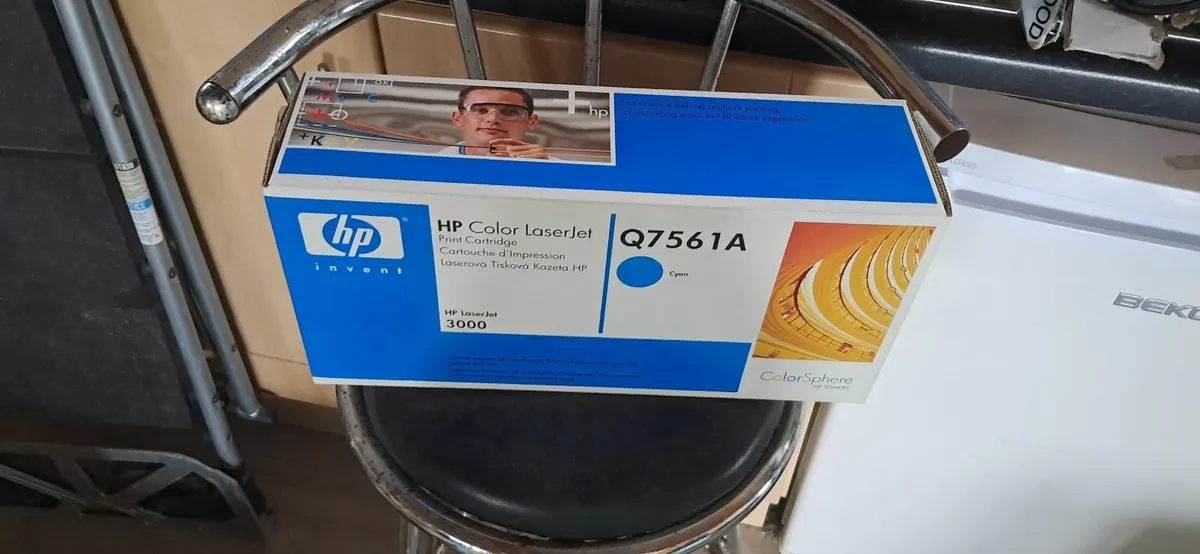 OK
M Y C
+K
E
hp
The science behind brilliant printing.
La technologie qui fait brillante impression.
hp
invent
HP Color LaserJet
Print Cartridge
Cartouche d'Impression
Laserová Tisková Kazeta HP
HP LaserJet
3000
Q7561A
Cyan
ColorSphere
HP TONERS
BEKO
OOD